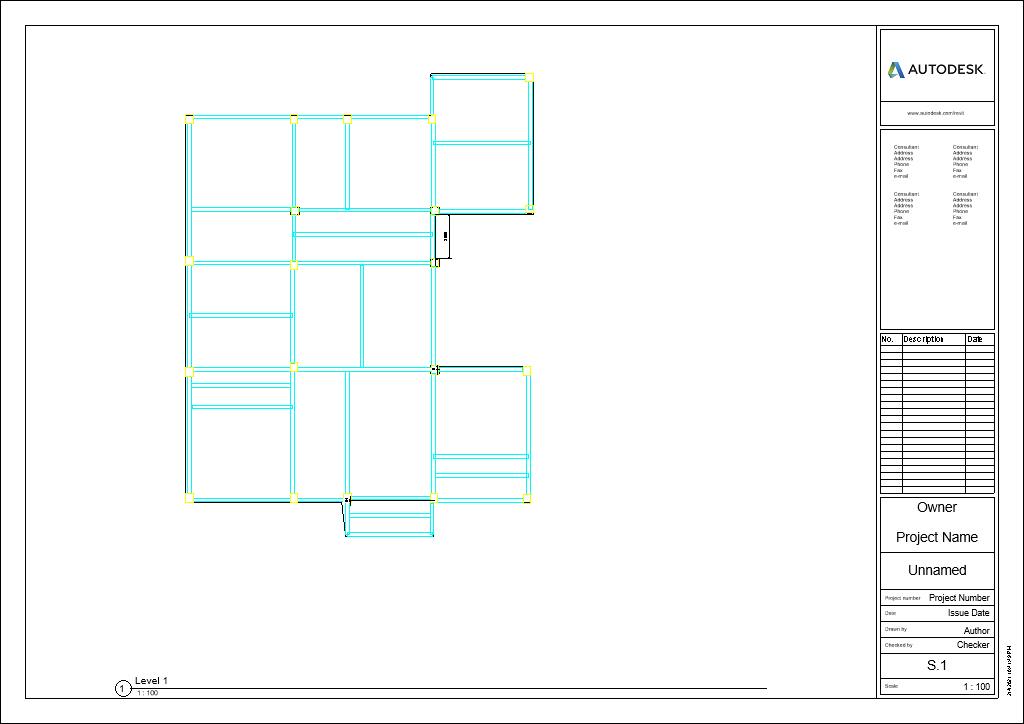 AUTODESK.
www.autodesk.com/revit
Consultant Consultant
Address Address
Address Address
Phone Phone
Fax Fax
e-mail e-mail
Consultant Consultant
Address Address
Address Address
Phone Phone
Fax Fax
e-mail e-mail
No. Description Date
Owner
Project Name
Unnamed
Project number Project Number
Date Issue Date
Drawn by Author
Checked by Checker
S.1
Scale 1 : 100
1 Level 1
1 : 100